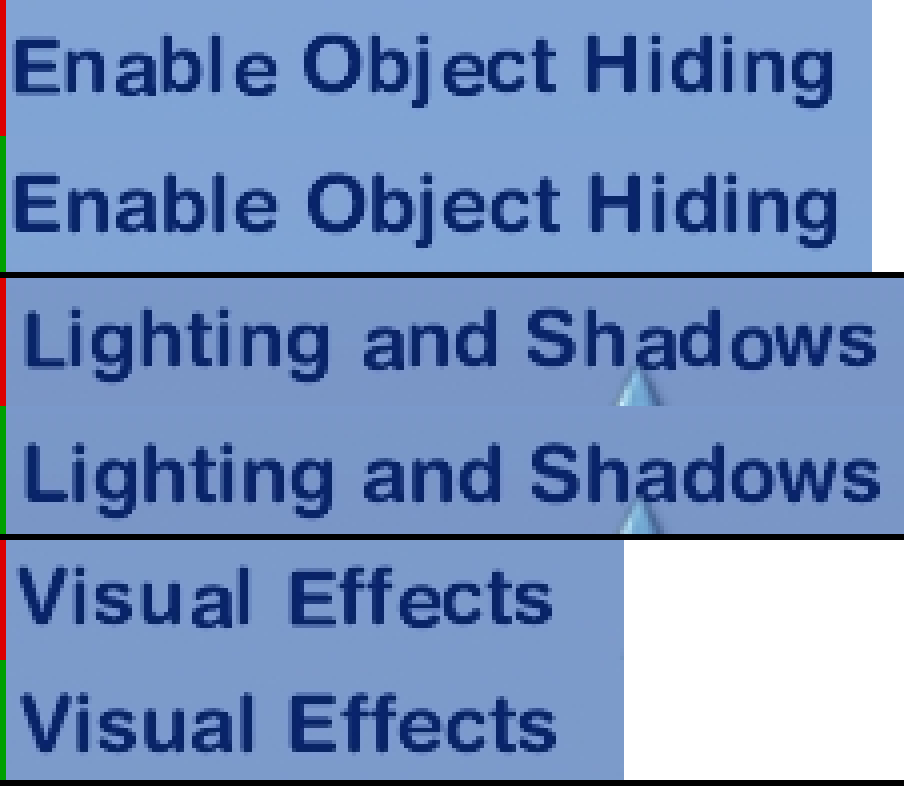 Enable Object Hiding
Enable Object Hiding
Lighting and Shadows
Lighting and Shadows
Visual Effects
Visual Effects